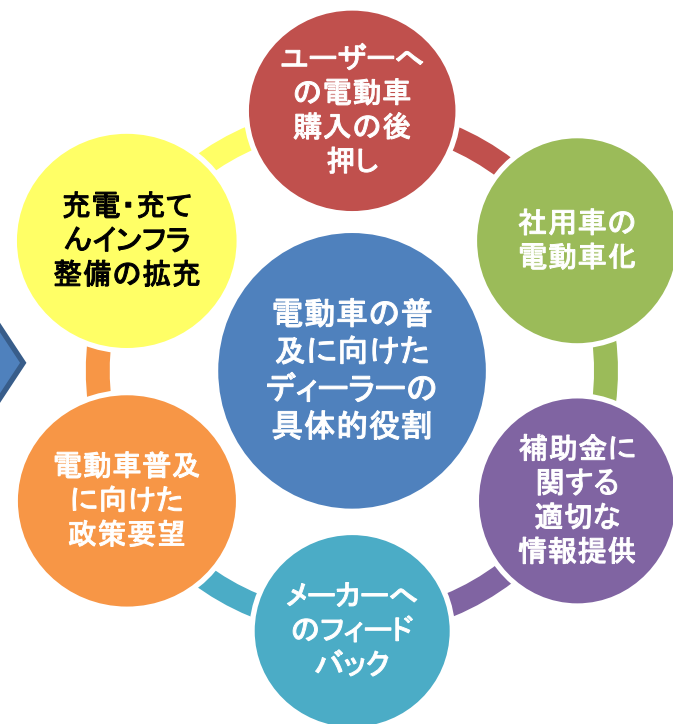 ユーザーへ
の電動車
購入の後
押し
社用車の
電動車化
補助金に
関する
適切な
情報提供
メーカーへ
のフィード
バック
電動車普及
に向けた
政策要望
充電・充て
んインフラ
整備の拡充
電動車の普
及に向けた
ディーラーの
具体的役割